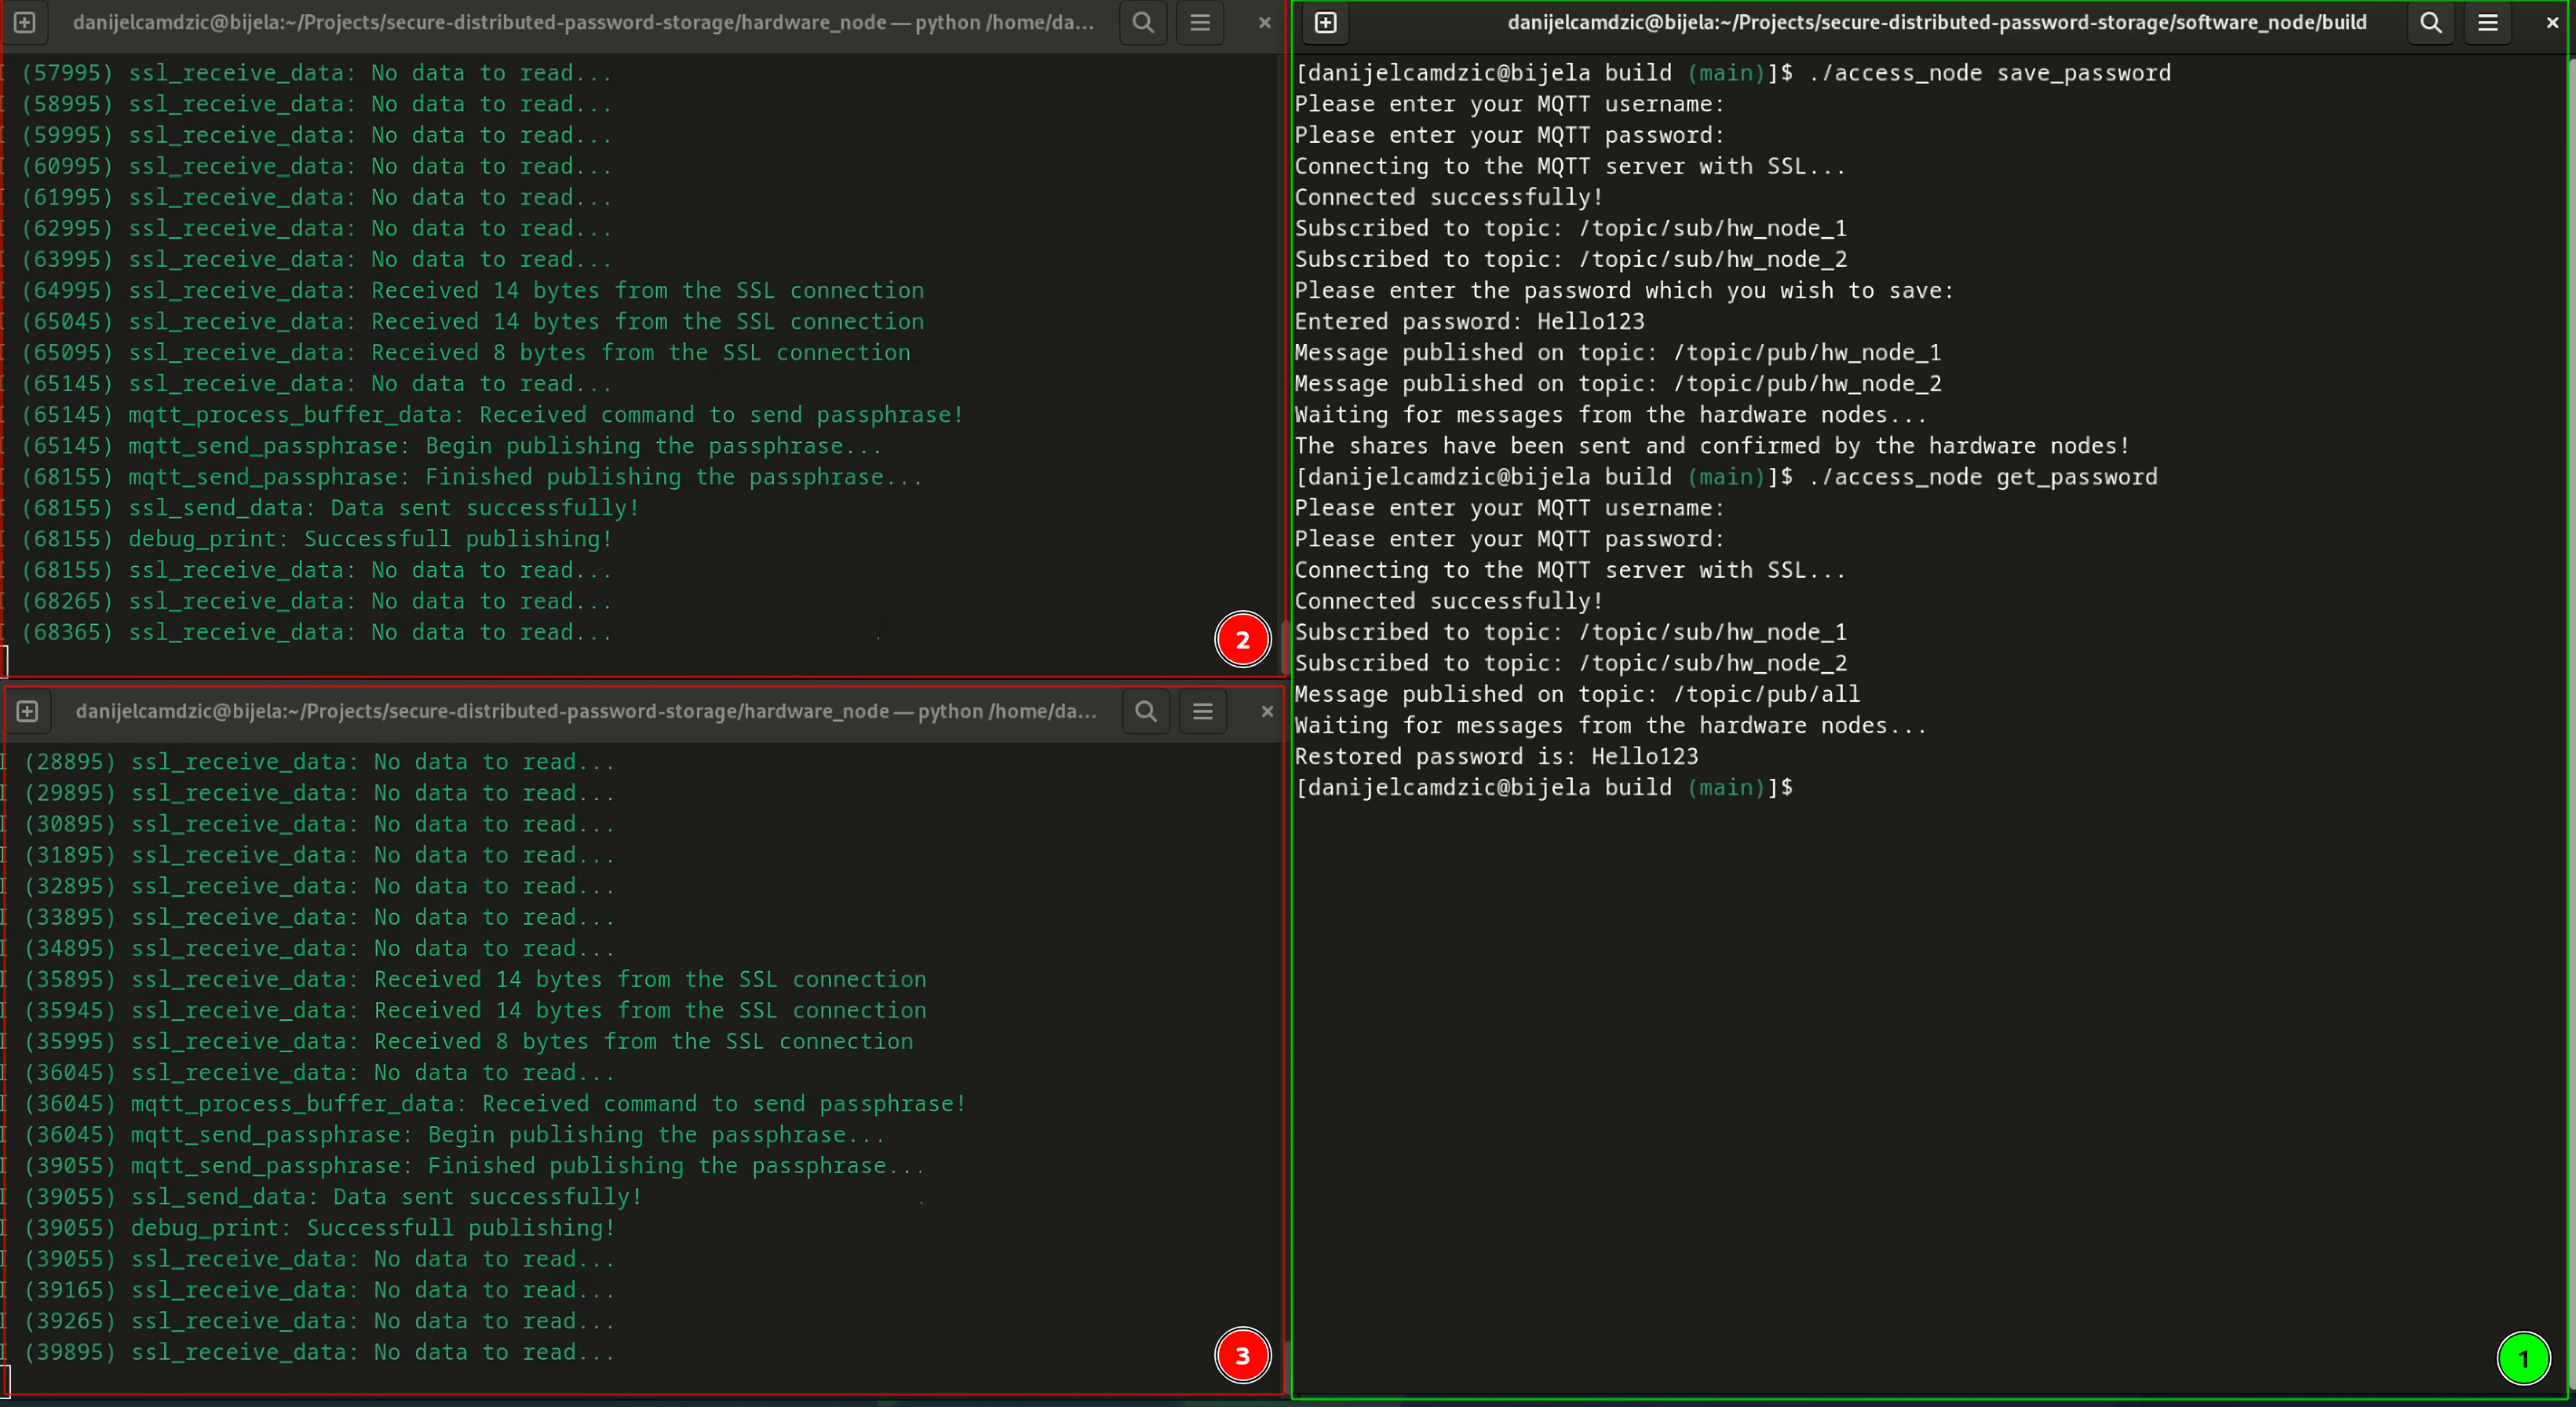 danijelcamdzic@bijela:~/Projects/secure-distributed-password-storage/hardware_node — python /home/da...
(57995) ssl_receive_data: No data to read...
(58995) ssl_receive_data: No data to read...
(59995) ssl_receive_data: No data to read...
(60995) ssl_receive_data: No data to read...
(61995) ssl_receive_data: No data to read...
(62995) ssl_receive_data: No data to read...
(63995) ssl_receive_data: No data to read...
(64995) ssl_receive_data: Received 14 bytes from the SSL connection
(65045) ssl_receive_data: Received 14 bytes from the SSL connection
(65095) ssl_receive_data: Received 8 bytes from the SSL connection
(65145) ssl_receive_data: No data to read...
(65145) mqtt_process_buffer_data: Received command to send passphrase!
(65145) mqtt_send_passphrase: Begin publishing the passphrase...
(68155) mqtt_send_passphrase: Finished publishing the passphrase...
(68155) ssl_send_data: Data sent successfully!
(68155) debug_print: Successfull publishing!
(68155) ssl_receive_data: No data to read...
(68265) ssl_receive_data: No data to read...
(68365) ssl_receive_data: No data to read...
2
danijelcamdzic@bijela:~/Projects/secure-distributed-password-storage/hardware_node — python /home/da...
(28895) ssl_receive_data: No data to read...
(29895) ssl_receive_data: No data to read...
(30895) ssl_receive_data: No data to read...
(31895) ssl_receive_data: No data to read...
(32895) ssl_receive_data: No data to read...
(33895) ssl_receive_data: No data to read...
(34895) ssl_receive_data: No data to read...
(35895) ssl_receive_data: Received 14 bytes from the SSL connection
(35945) ssl_receive_data: Received 14 bytes from the SSL connection
(35995) ssl_receive_data: Received 8 bytes from the SSL connection
(36045) ssl_receive_data: No data to read...
(36045) mqtt_process_buffer_data: Received command to send passphrase!
(36045) mqtt_send_passphrase: Begin publishing the passphrase...
(39055) mqtt_send_passphrase: Finished publishing the passphrase...
(39055) ssl_send_data: Data sent successfully!
(39055) debug_print: Successfull publishing!
(39055) ssl_receive_data: No data to read...
(39165) ssl_receive_data: No data to read...
(39265) ssl_receive_data: No data to read...
(39895) ssl_receive_data: No data to read...
3
danijelcamdzic@bijela:~/Projects/secure-distributed-password-storage/software_node/build
[danijelcamdzic@bijela build (main)]$ ./access_node save_password
Please enter your MQTT username:
Please enter your MQTT password:
Connecting to the MQTT server with SSL...
Connected successfully!
Subscribed to topic: /topic/sub/hw_node_1
Subscribed to topic: /topic/sub/hw_node_2
Please enter the password which you wish to save:
Entered password: Hello123
Message published on topic: /topic/pub/hw_node_1
Message published on topic: /topic/pub/hw_node_2
Waiting for messages from the hardware nodes...
The shares have been sent and confirmed by the hardware nodes!
[danijelcamdzic@bijela build (main)]$ ./access_node get_password
Please enter your MQTT username:
Please enter your MQTT password:
Connecting to the MQTT server with SSL...
Connected successfully!
Subscribed to topic: /topic/sub/hw_node_1
Subscribed to topic: /topic/sub/hw_node_2
Message published on topic: /topic/pub/all
Waiting for messages from the hardware nodes...
Restored password is: Hello123
[danijelcamdzic@bijela build (main)]$
1